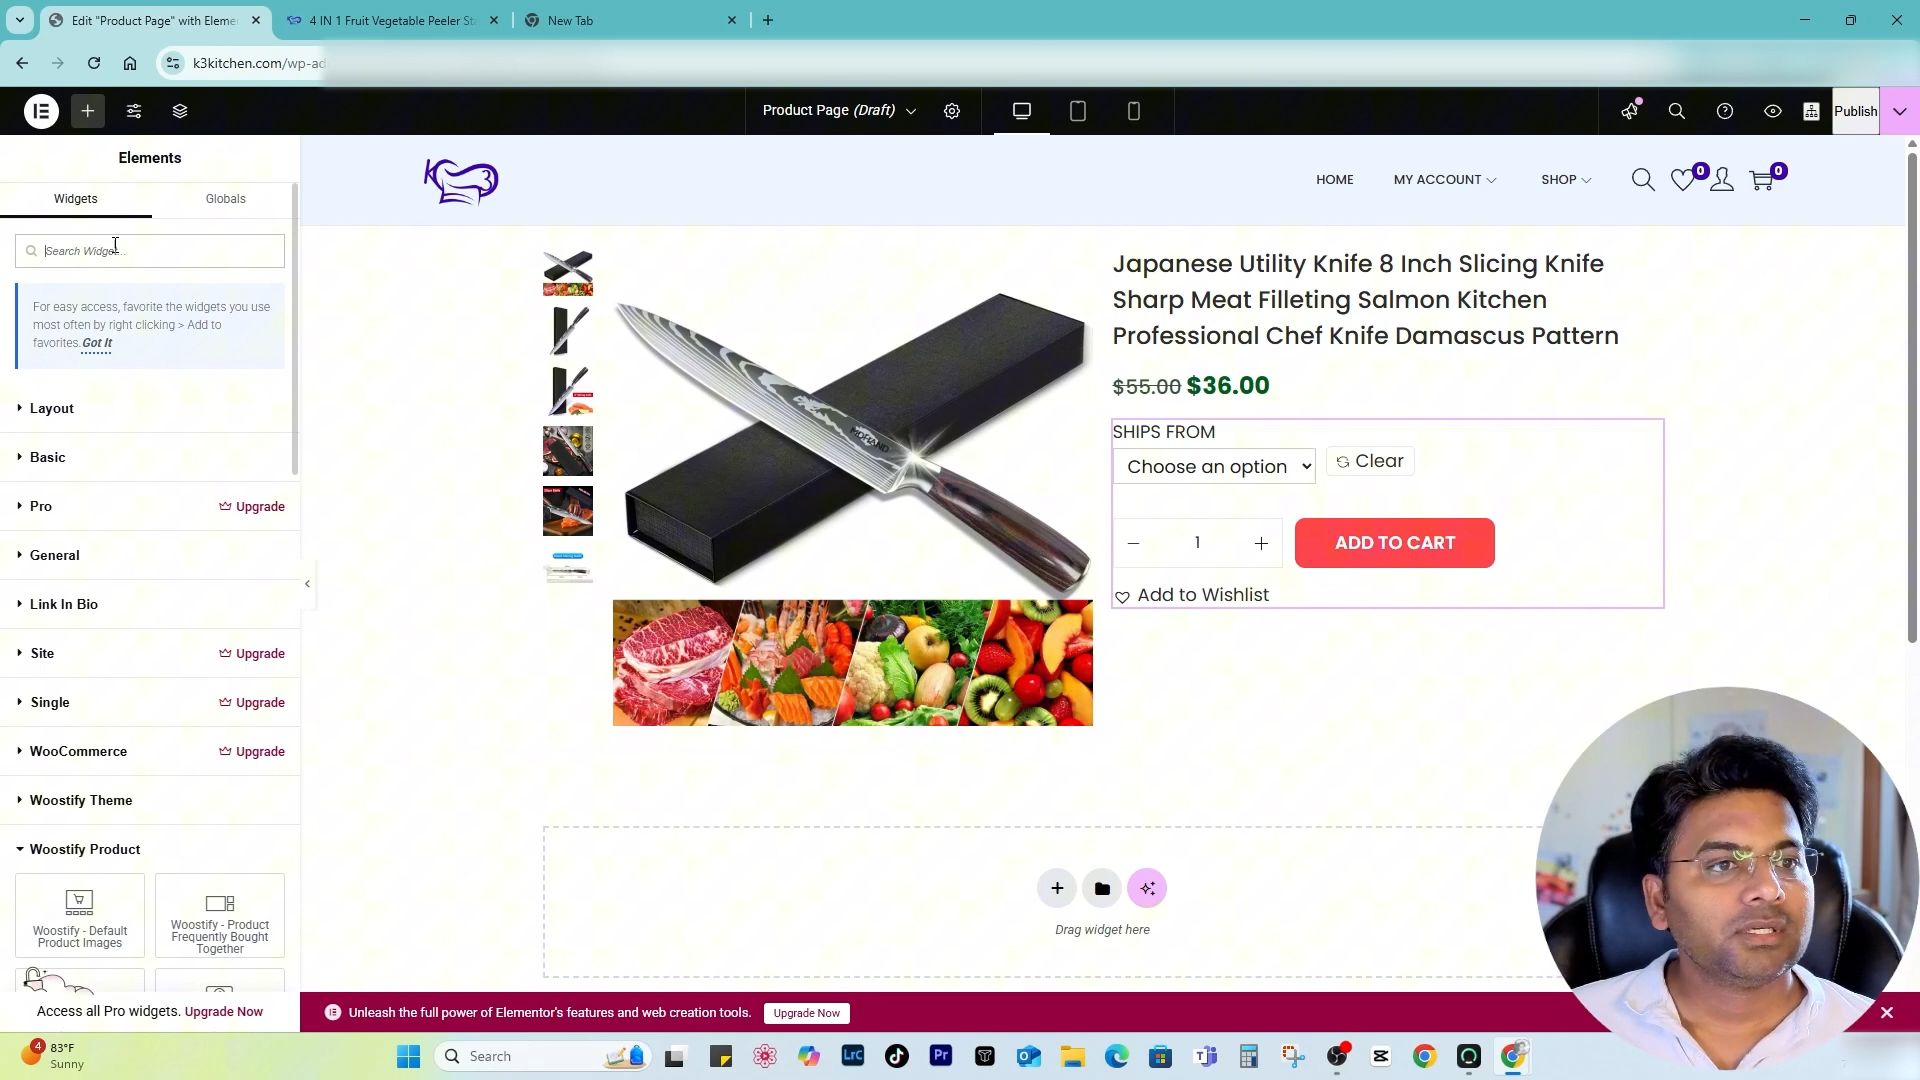 Edit "Product Page" with Eleme
4 IN 1 Fruit Vegetable Peeler Sta
New Tab
k3kitchen.com/wp-ad
Product Page (Draft)
Publish
Elements
Widgets
Globals
Search Widget...
For easy access, favorite the widgets you use
most often by right clicking > Add to
favorites. Got It
Layout
Basic
Pro
Upgrade
General
Link In Bio
Site
Upgrade
Single
Upgrade
WooCommerce
Upgrade
Woostify Theme
Woostify Product
Woostify - Default
Product Images
Woostify - Product
Frequently Bought
Together
Access all Pro widgets. Upgrade Now
K3
HOME
MY ACCOUNT
SHOP
0
0
Japanese Utility Knife 8 Inch Slicing Knife
Sharp Meat Filleting Salmon Kitchen
Professional Chef Knife Damascus Pattern
$55.00 $36.00
SHIPS FROM
Choose an option
Clear
1
ADD TO CART
Add to Wishlist
Drag widget here
Unleash the full power of Elementor's features and web creation tools.
Upgrade Now
4
83°F
Sunny
Search
Lrc
Pr